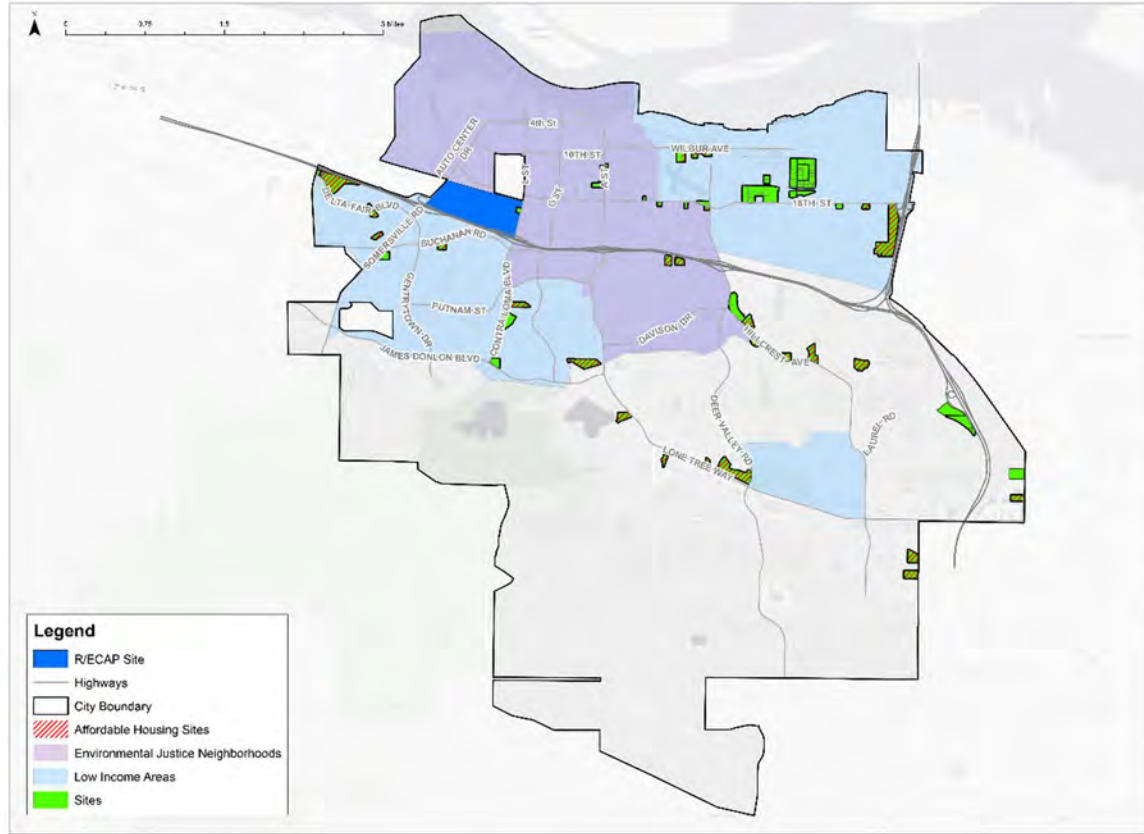 N
0 0.75 1.5 3 Miles
4th St
AUTO CENTER DR
10TH ST
WILBUR AVE
L ST
G ST
A ST
18TH ST
DELTA FAIR BLVD
SOMERSVILLE RD
BUCHANAN RD
GENTRYTOWN DR
PUTNAM ST
CONTRA LOMA BLVD
JAMES DONLON BLVD
DAVISON DR
HILLCREST AVE
DEER VALLEY RD
LAUREL RD
LONE TREE WAY
Legend
R/ECAP Site
Highways
City Boundary
Affordable Housing Sites
Environmental Justice Neighborhoods
Low Income Areas
Sites